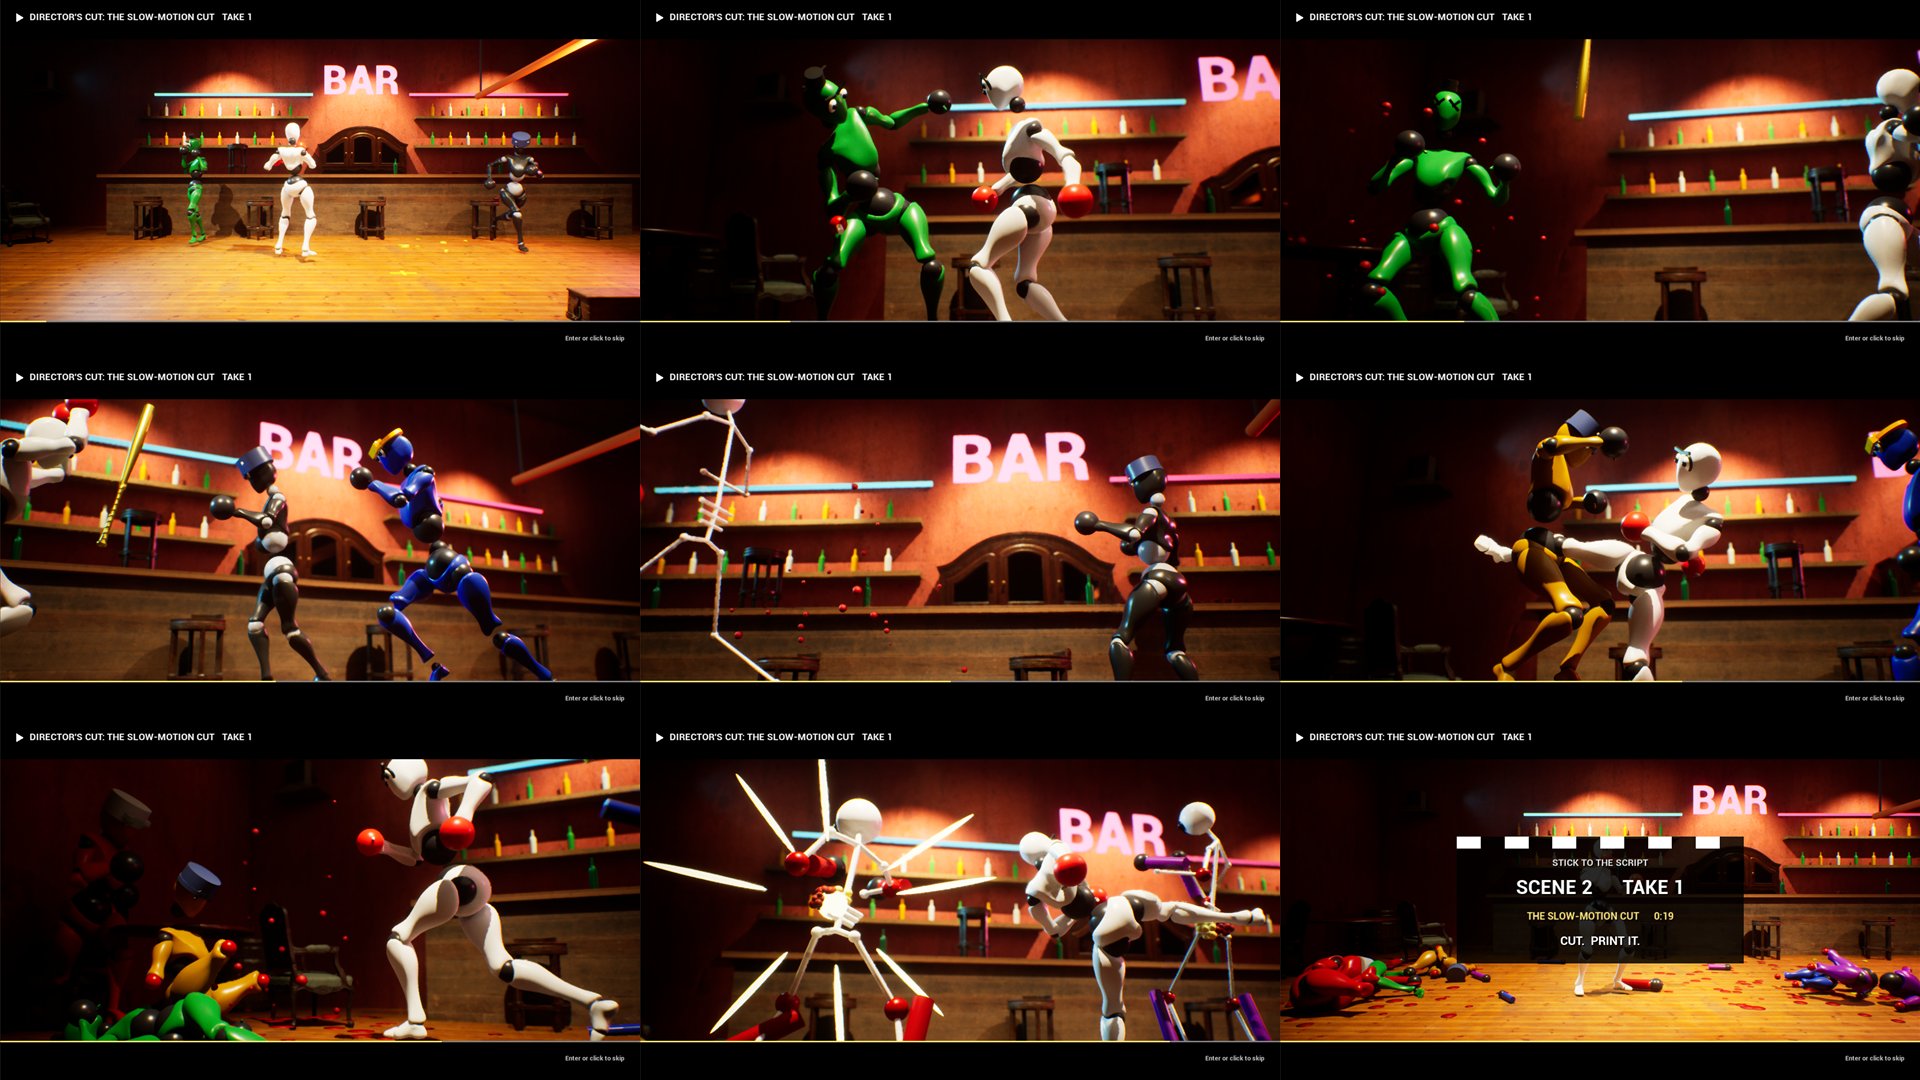 DIRECTOR'S CUT: THE SLOW-MOTION CUT TAKE 1
BAR
Enter or click to skip
DIRECTOR'S CUT: THE SLOW-MOTION CUT TAKE 1
BA
Enter or click to skip
DIRECTOR'S CUT: THE SLOW-MOTION CUT TAKE 1
Enter or click to skip
DIRECTOR'S CUT: THE SLOW-MOTION CUT TAKE 1
BAR
Enter or click to skip
DIRECTOR'S CUT: THE SLOW-MOTION CUT TAKE 1
BAR
Enter or click to skip
DIRECTOR'S CUT: THE SLOW-MOTION CUT TAKE 1
Enter or click to skip
DIRECTOR'S CUT: THE SLOW-MOTION CUT TAKE 1
Enter or click to skip
DIRECTOR'S CUT: THE SLOW-MOTION CUT TAKE 1
BAR
Enter or click to skip
DIRECTOR'S CUT: THE SLOW-MOTION CUT TAKE 1
BAR
STICK TO THE SCRIPT
SCENE 2 TAKE 1
THE SLOW-MOTION CUT 0:19
CUT. PRINT IT.
Enter or click to skip